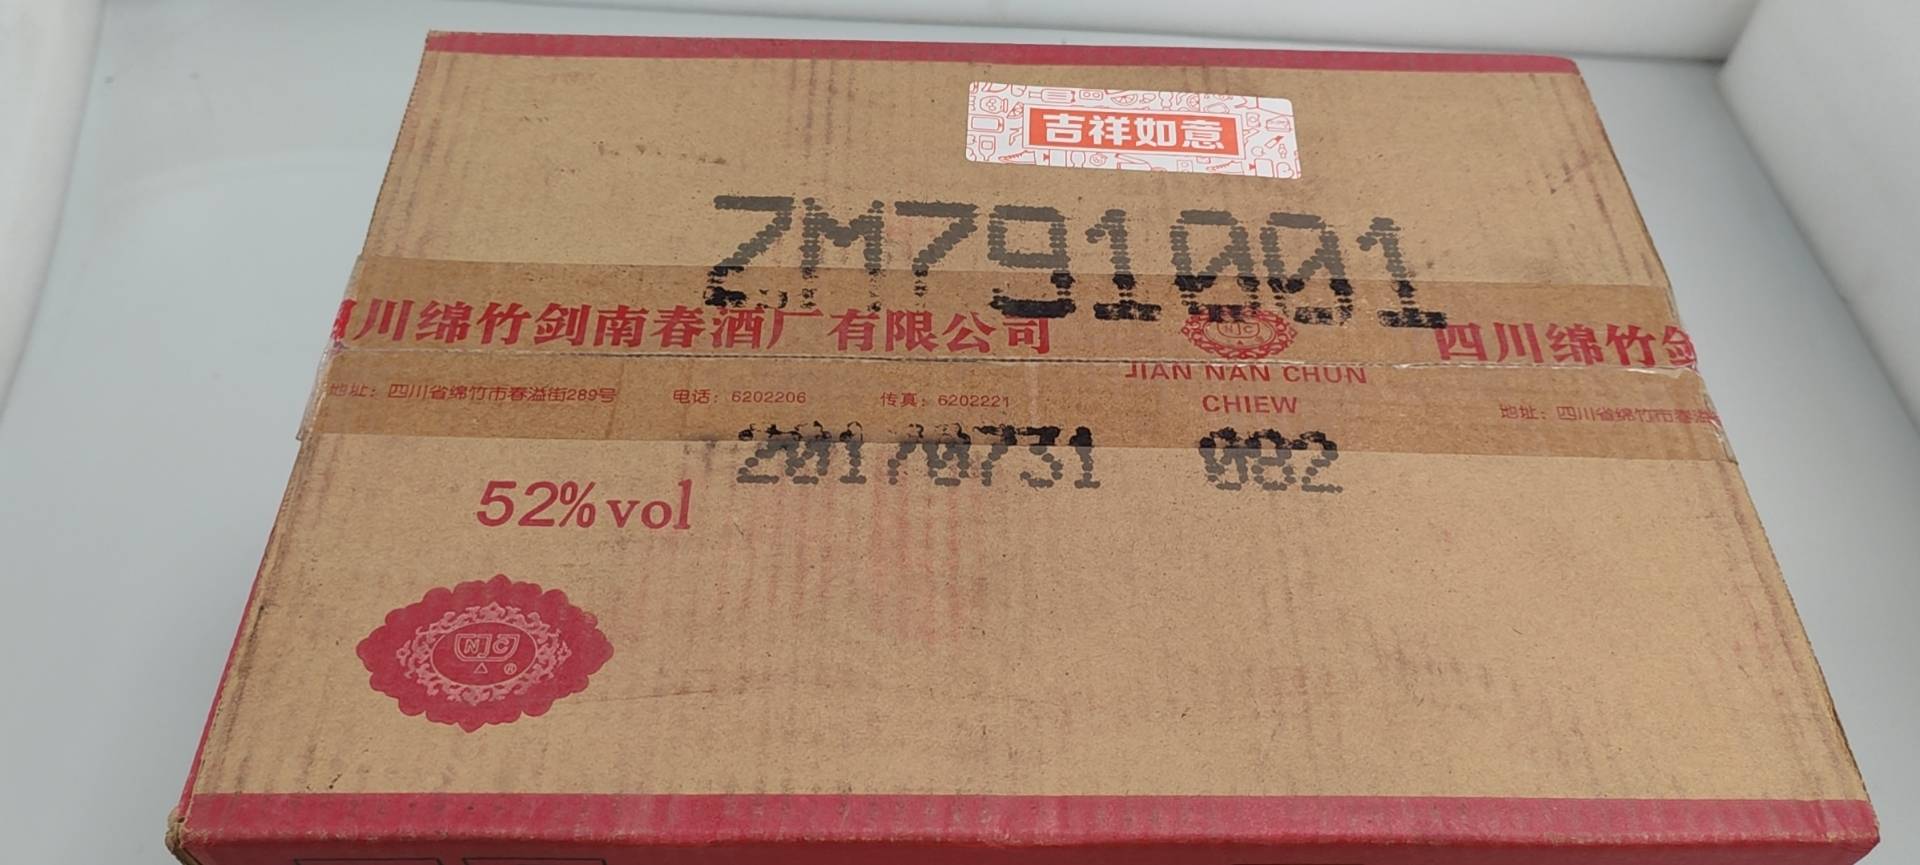 吉祥如意
ZM791001
四川绵竹剑南春酒厂有限公司
NJC
四川绵竹剑
JIAN NAN CHUN
CHIEW
地址：四川省绵竹市春溢街289号
电话：6202206
传真：6202221
地址：四川省绵竹市春溢
20170731 082
52%vol
NJC
®